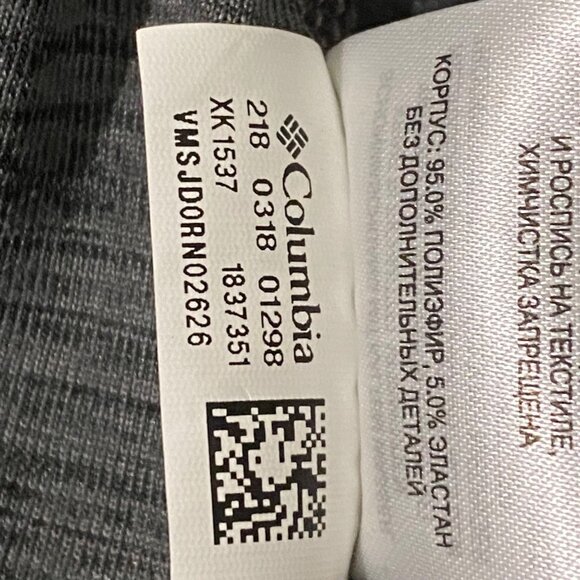 Columbia
218 0318 01298
XK1537 1837351
VMSJD0RN02626
И РОСПИСЬ НА ТЕКСТИЛЕ,
ХИМЧИСТКА ЗАПРЕЩЕНА
КОРПУС: 95.0% ПОЛИЭФИР, 5.0% ЭЛАСТАН
БЕЗ ДОПОЛНИТЕЛЬНЫХ ДЕТАЛЕЙ